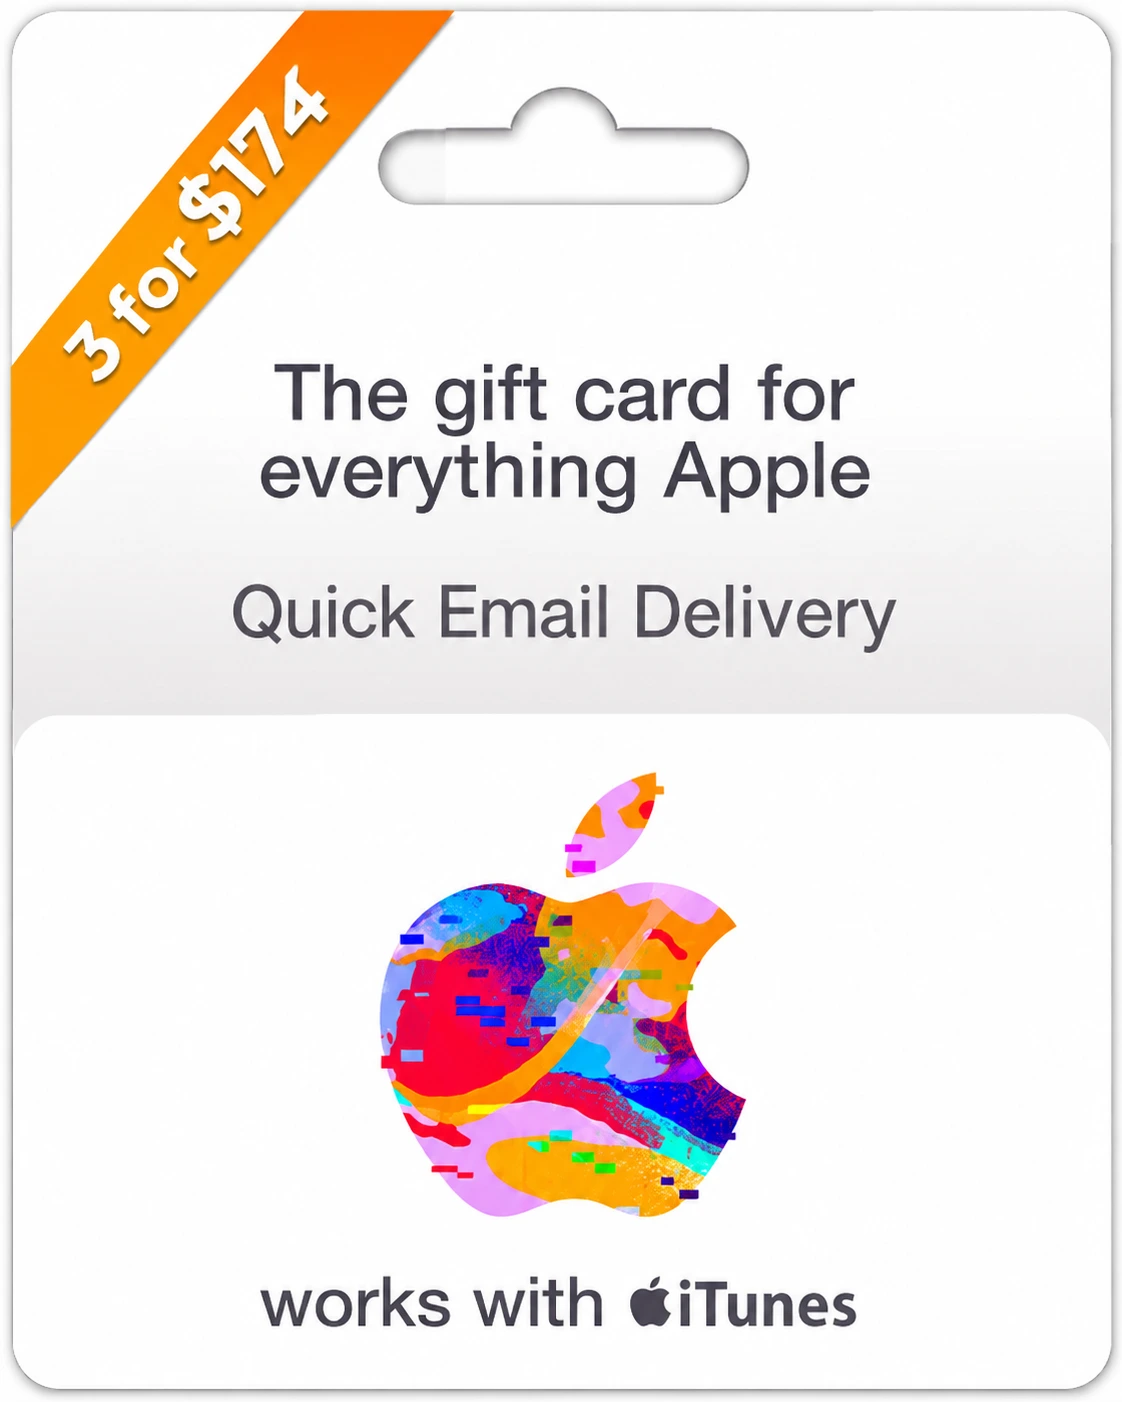 3 for $174
The gift card for
everything Apple
Quick Email Delivery
works with iTunes